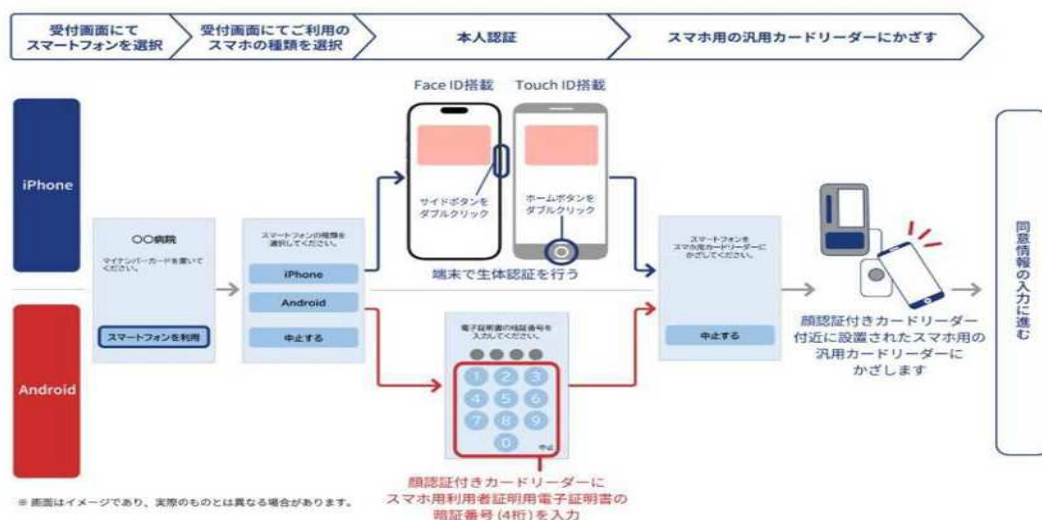 受付画面にて
スマートフォンを選択
受付画面にてご利用の
スマホの種類を選択
本人認証
スマホ用の汎用カードリーダーにかざす
iPhone
Android
Face ID搭載
Touch ID搭載
サイドボタンを
ダブルクリック
ホームボタンを
ダブルクリック
端末で生体認証を行う
〇〇病院
マイナンバーカードを置いて
ください。
スマートフォンを利用
スマートフォンの種類を
選択してください。
iPhone
Android
中止する
電子証明書の暗証番号を
入力してください。
1
2
3
4
5
6
7
8
9
0
中止
顔認証付きカードリーダーに
スマホ用利用者証明用電子証明書の
暗証番号(4桁)を入力
スマートフォンを
スマホ用カードリーダーに
かざしてください。
中止する
顔認証付きカードリーダー
付近に設置されたスマホ用の
汎用カードリーダーに
かざします
同意情報の入力に進む
※ 画面はイメージであり、実際のものとは異なる場合があります。